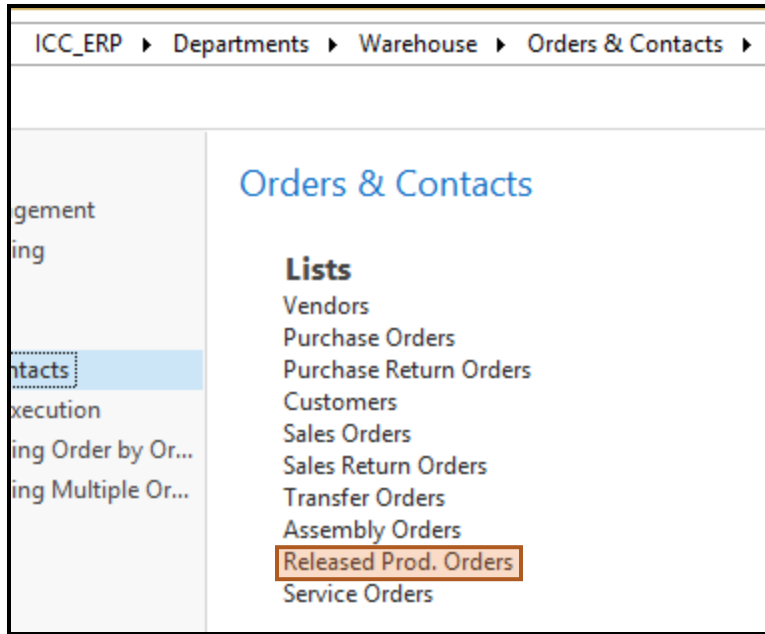 ICC_ERP ▸ Departments ▸ Warehouse ▸ Orders & Contacts ▸
Orders & Contacts
gement
ing
Lists
Vendors
Purchase Orders
ntacts
Purchase Return Orders
xecution
Customers
Sales Orders
ing Order by Or...
Sales Return Orders
ing Multiple Or...
Transfer Orders
Assembly Orders
Released Prod. Orders
Service Orders